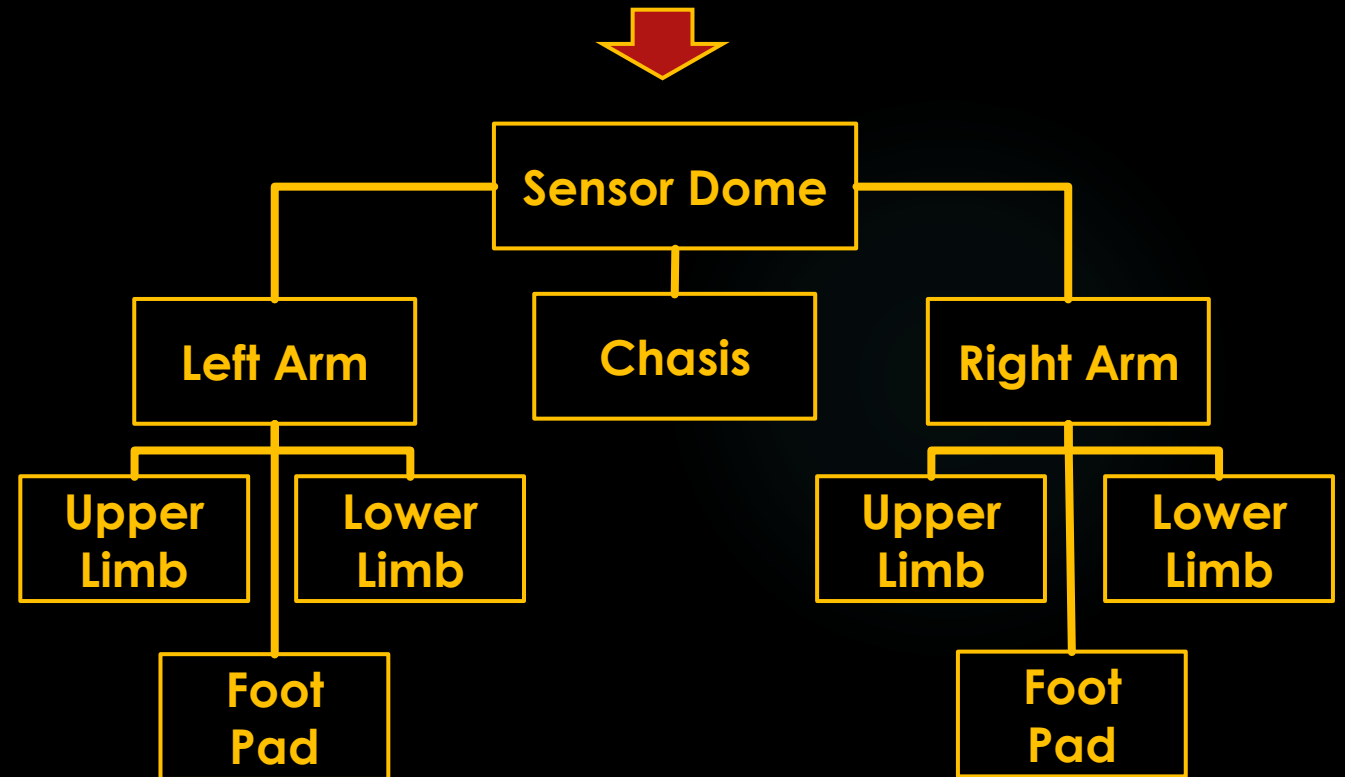 Sensor Dome
Left Arm
Chasis
Right Arm
Upper
Limb
Lower
Limb
Upper
Limb
Lower
Limb
Foot
Pad
Foot
Pad